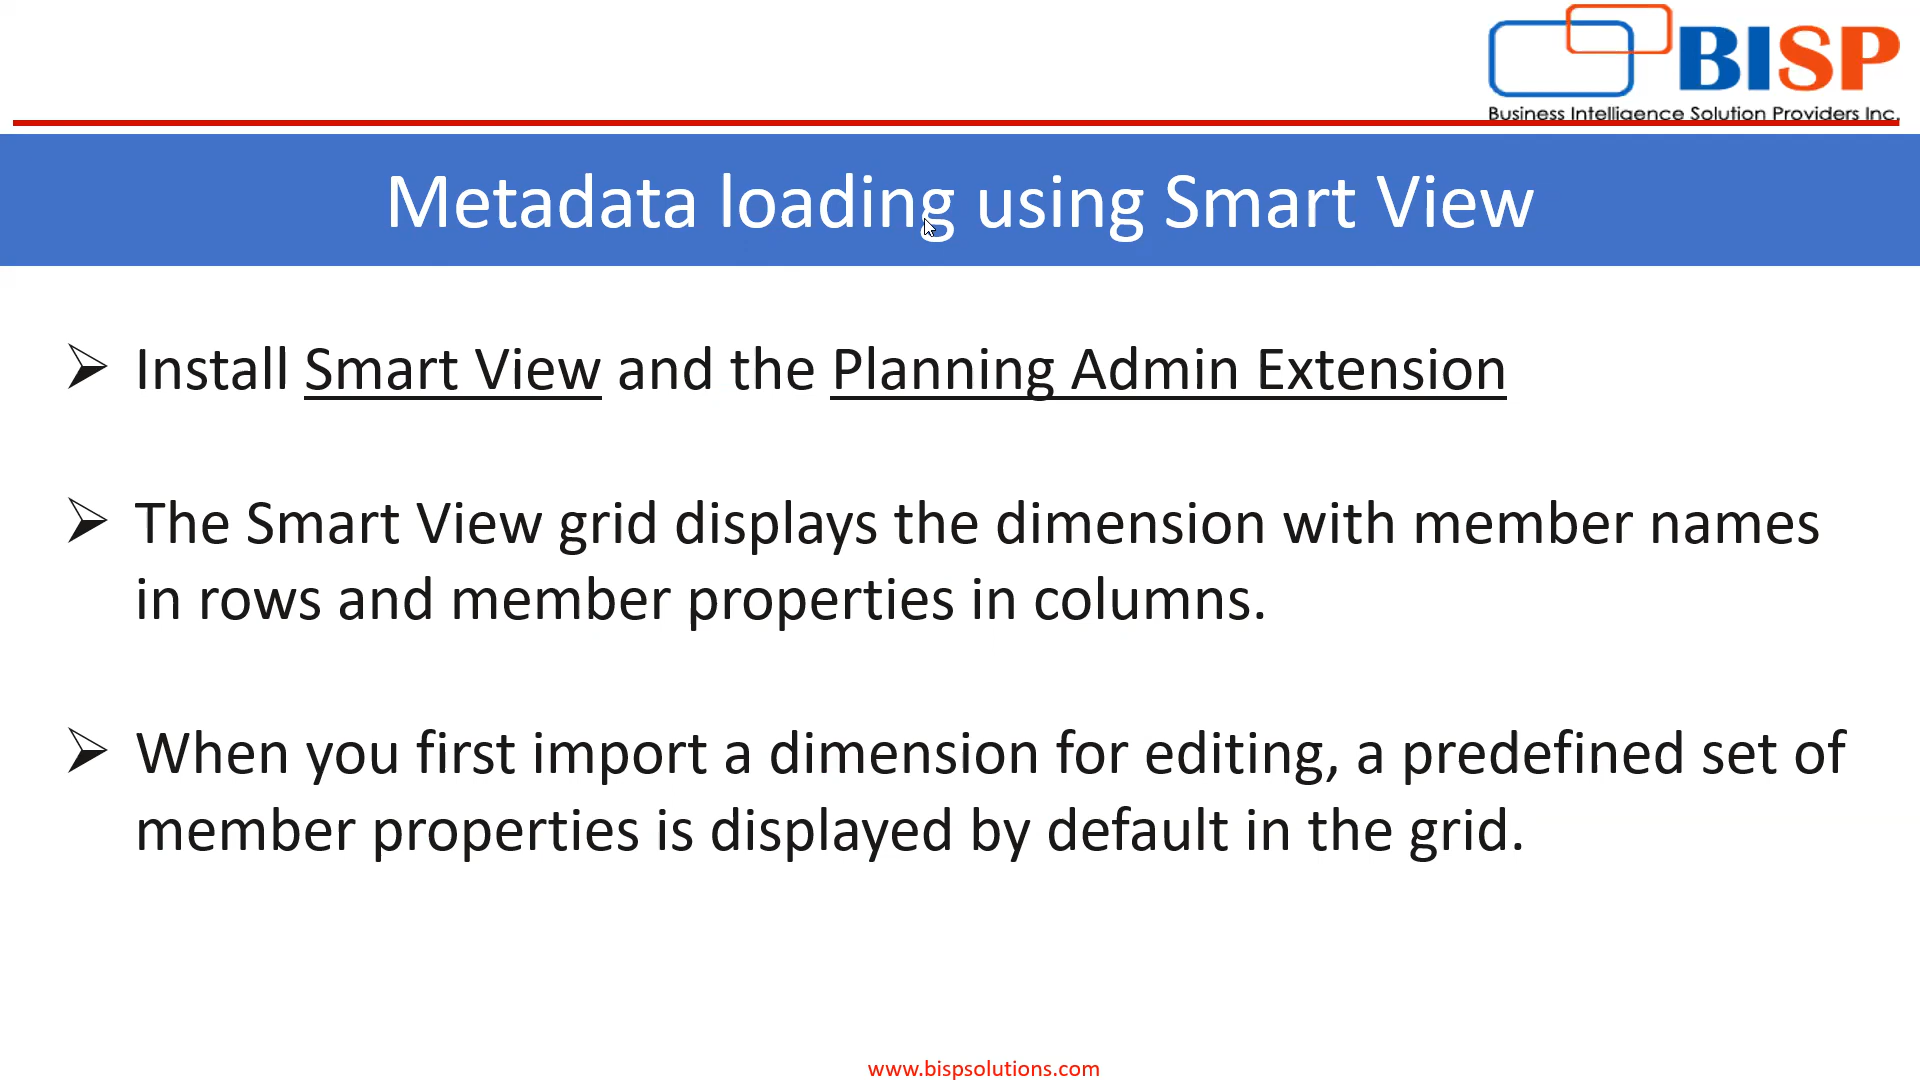 BISP
Business Intelligence Solution Providers Inc.
Metadata loading using Smart View
Install Smart View and the Planning Admin Extension
The Smart View grid displays the dimension with member names
in rows and member properties in columns.
When you first import a dimension for editing, a predefined set of
member properties is displayed by default in the grid.
www.bispsolutions.com